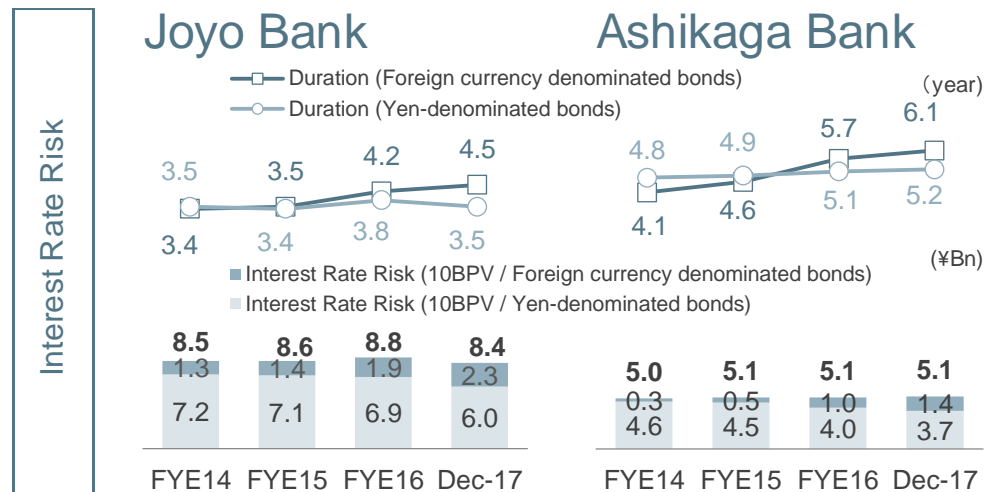 Interest Rate Risk
Joyo Bank
Ashikaga Bank
Duration (Foreign currency denominated bonds)
Duration (Yen-denominated bonds)
(year)
3.5 3.5 4.2 4.5
3.4 3.4 3.8 3.5
4.8 4.9 5.7 6.1
4.1 4.6 5.1 5.2
(¥Bn)
Interest Rate Risk (10BPV / Foreign currency denominated bonds)
Interest Rate Risk (10BPV / Yen-denominated bonds)
8.5 8.6 8.8 8.4
1.3 1.4 1.9 2.3
7.2 7.1 6.9 6.0
FYE14 FYE15 FYE16 Dec-17
5.0 5.1 5.1 5.1
0.3 0.5 1.0 1.4
4.6 4.5 4.0 3.7
FYE14 FYE15 FYE16 Dec-17